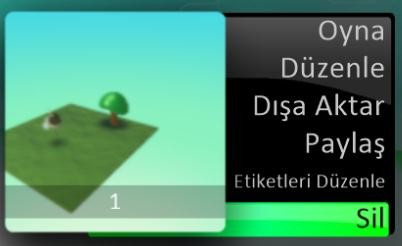 Oyna
Düzenle
Dışa Aktar
Paylaş
Etiketleri Düzenle
Sil
1